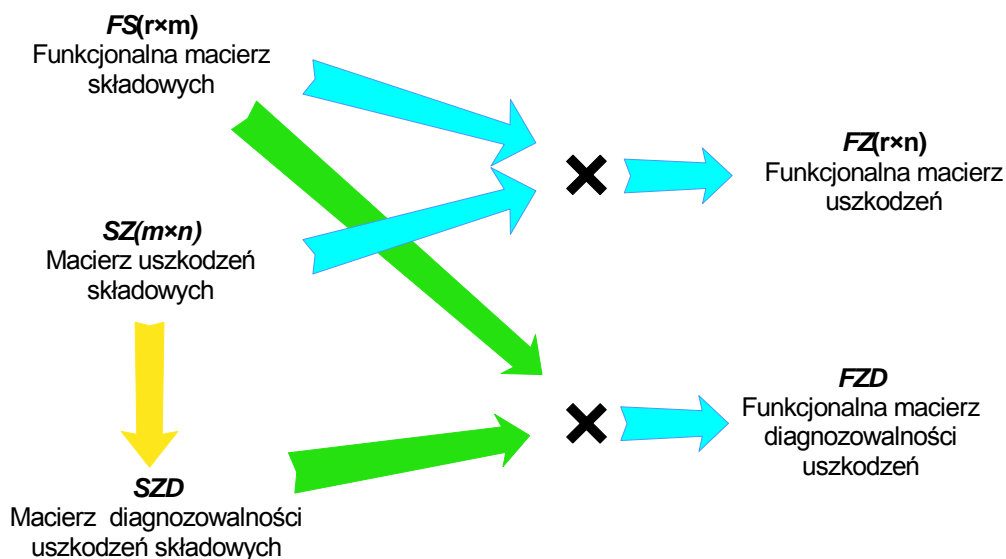 FS(r×m)
Funkcjonalna macierz
składowych
FZ(r×n)
Funkcjonalna macierz
uszkodzeń
SZ(m×n)
Macierz uszkodzeń
składowych
FZD
Funkcjonalna macierz
diagnozowalności
uszkodzeń
SZD
Macierz diagnozowalności
uszkodzeń składowych